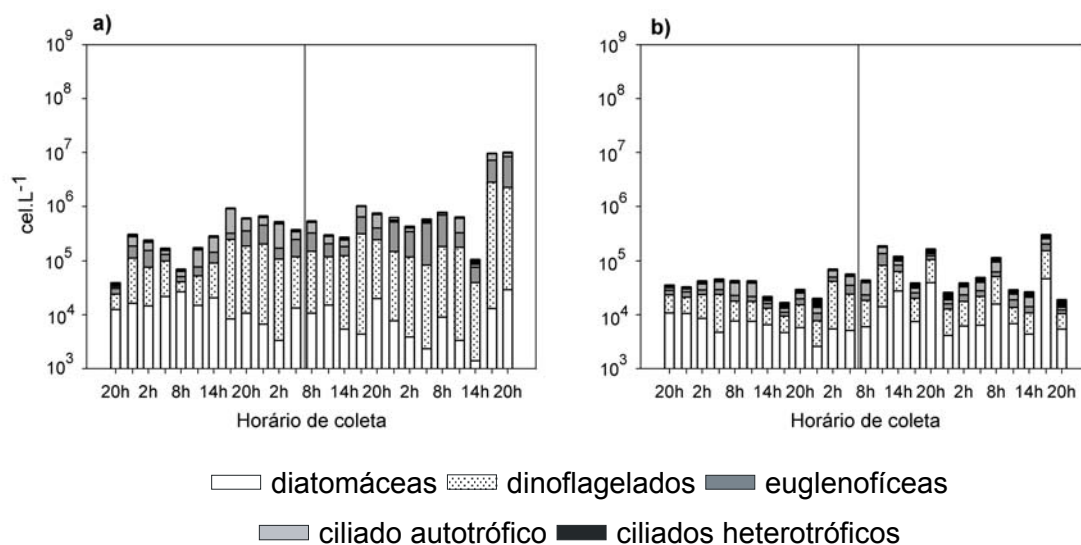 a)
b)
10⁹
10⁸
10⁷
10⁶
10⁵
10⁴
10³
cel.L⁻¹
20h 2h 8h 14h 20h 2h 8h 14h 20h 2h 8h 14h 20h
Horário de coleta
10⁹
10⁸
10⁷
10⁶
10⁵
10⁴
10³
20h 2h 8h 14h 20h 2h 8h 14h 20h 2h 8h 14h 20h
Horário de coleta
diatomáceas dinoflagelados euglenofíceas
ciliado autotrófico ciliados heterotróficos